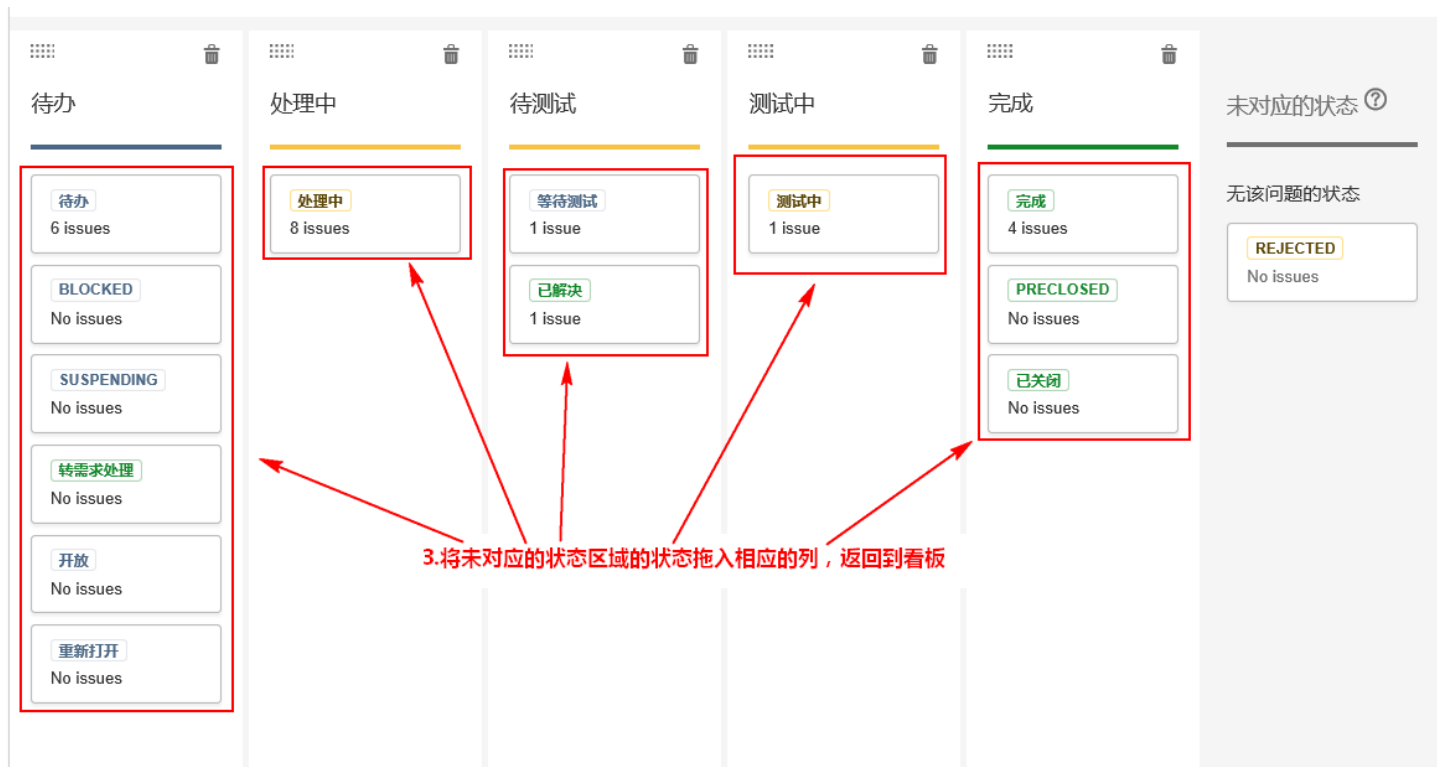 待办
待办
6 issues
BLOCKED
No issues
SUSPENDING
No issues
转需求处理
No issues
开放
No issues
重新打开
No issues
处理中
处理中
8 issues
待测试
等待测试
1 issue
已解决
1 issue
测试中
测试中
1 issue
完成
完成
4 issues
PRECLOSED
No issues
已关闭
No issues
未对应的状态
无该问题的状态
REJECTED
No issues
3.将未对应的状态区域的状态拖入相应的列，返回到看板